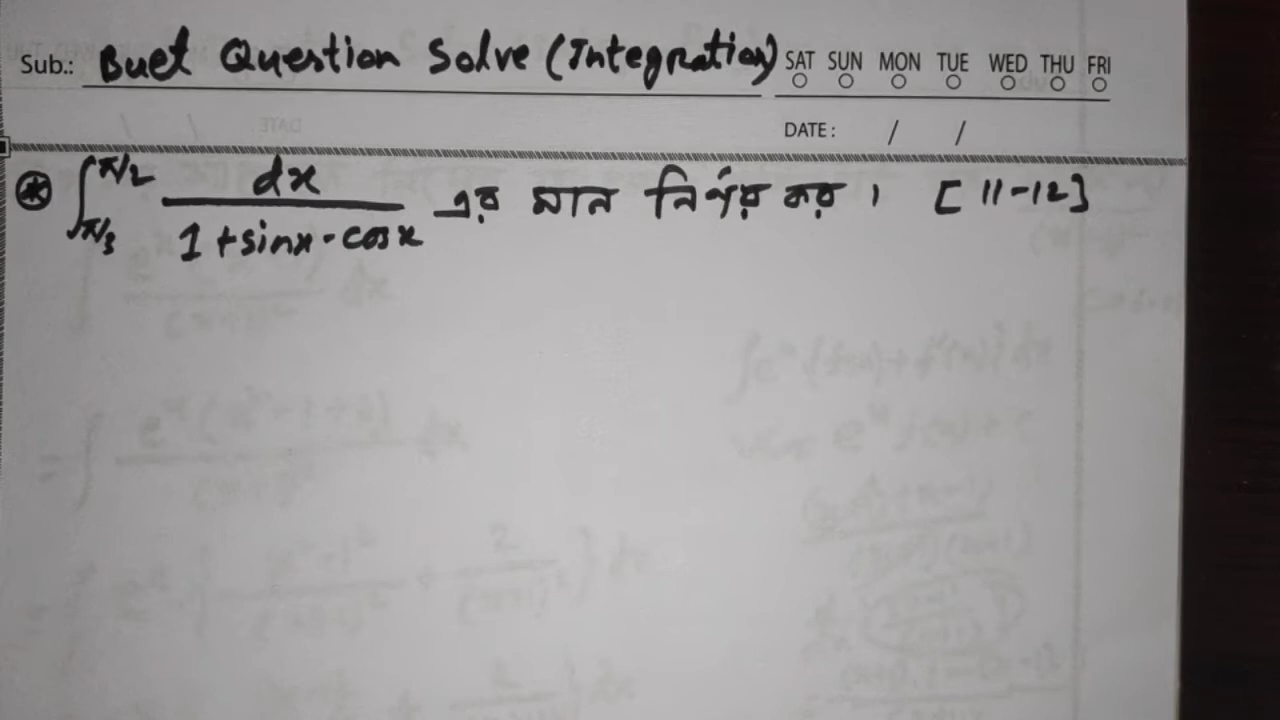 Sub.: Buet Question Solve (Integration) SAT SUN MON TUE WED THU FRI
DATE: / /
⊛ ∫_{π/3}^{π/2} dx/(1+sinx-cosx) এর মান নির্ণয় কর। [11-12]